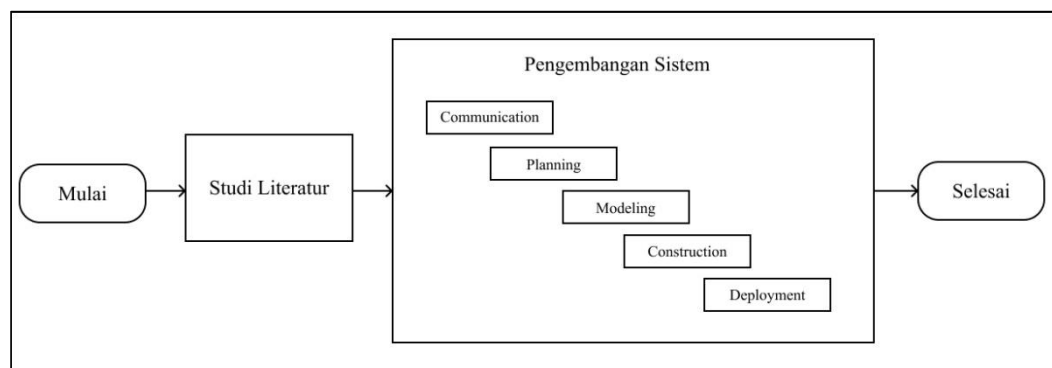 Mulai
Studi Literatur
Pengembangan Sistem
Communication
Planning
Modeling
Construction
Deployment
Selesai